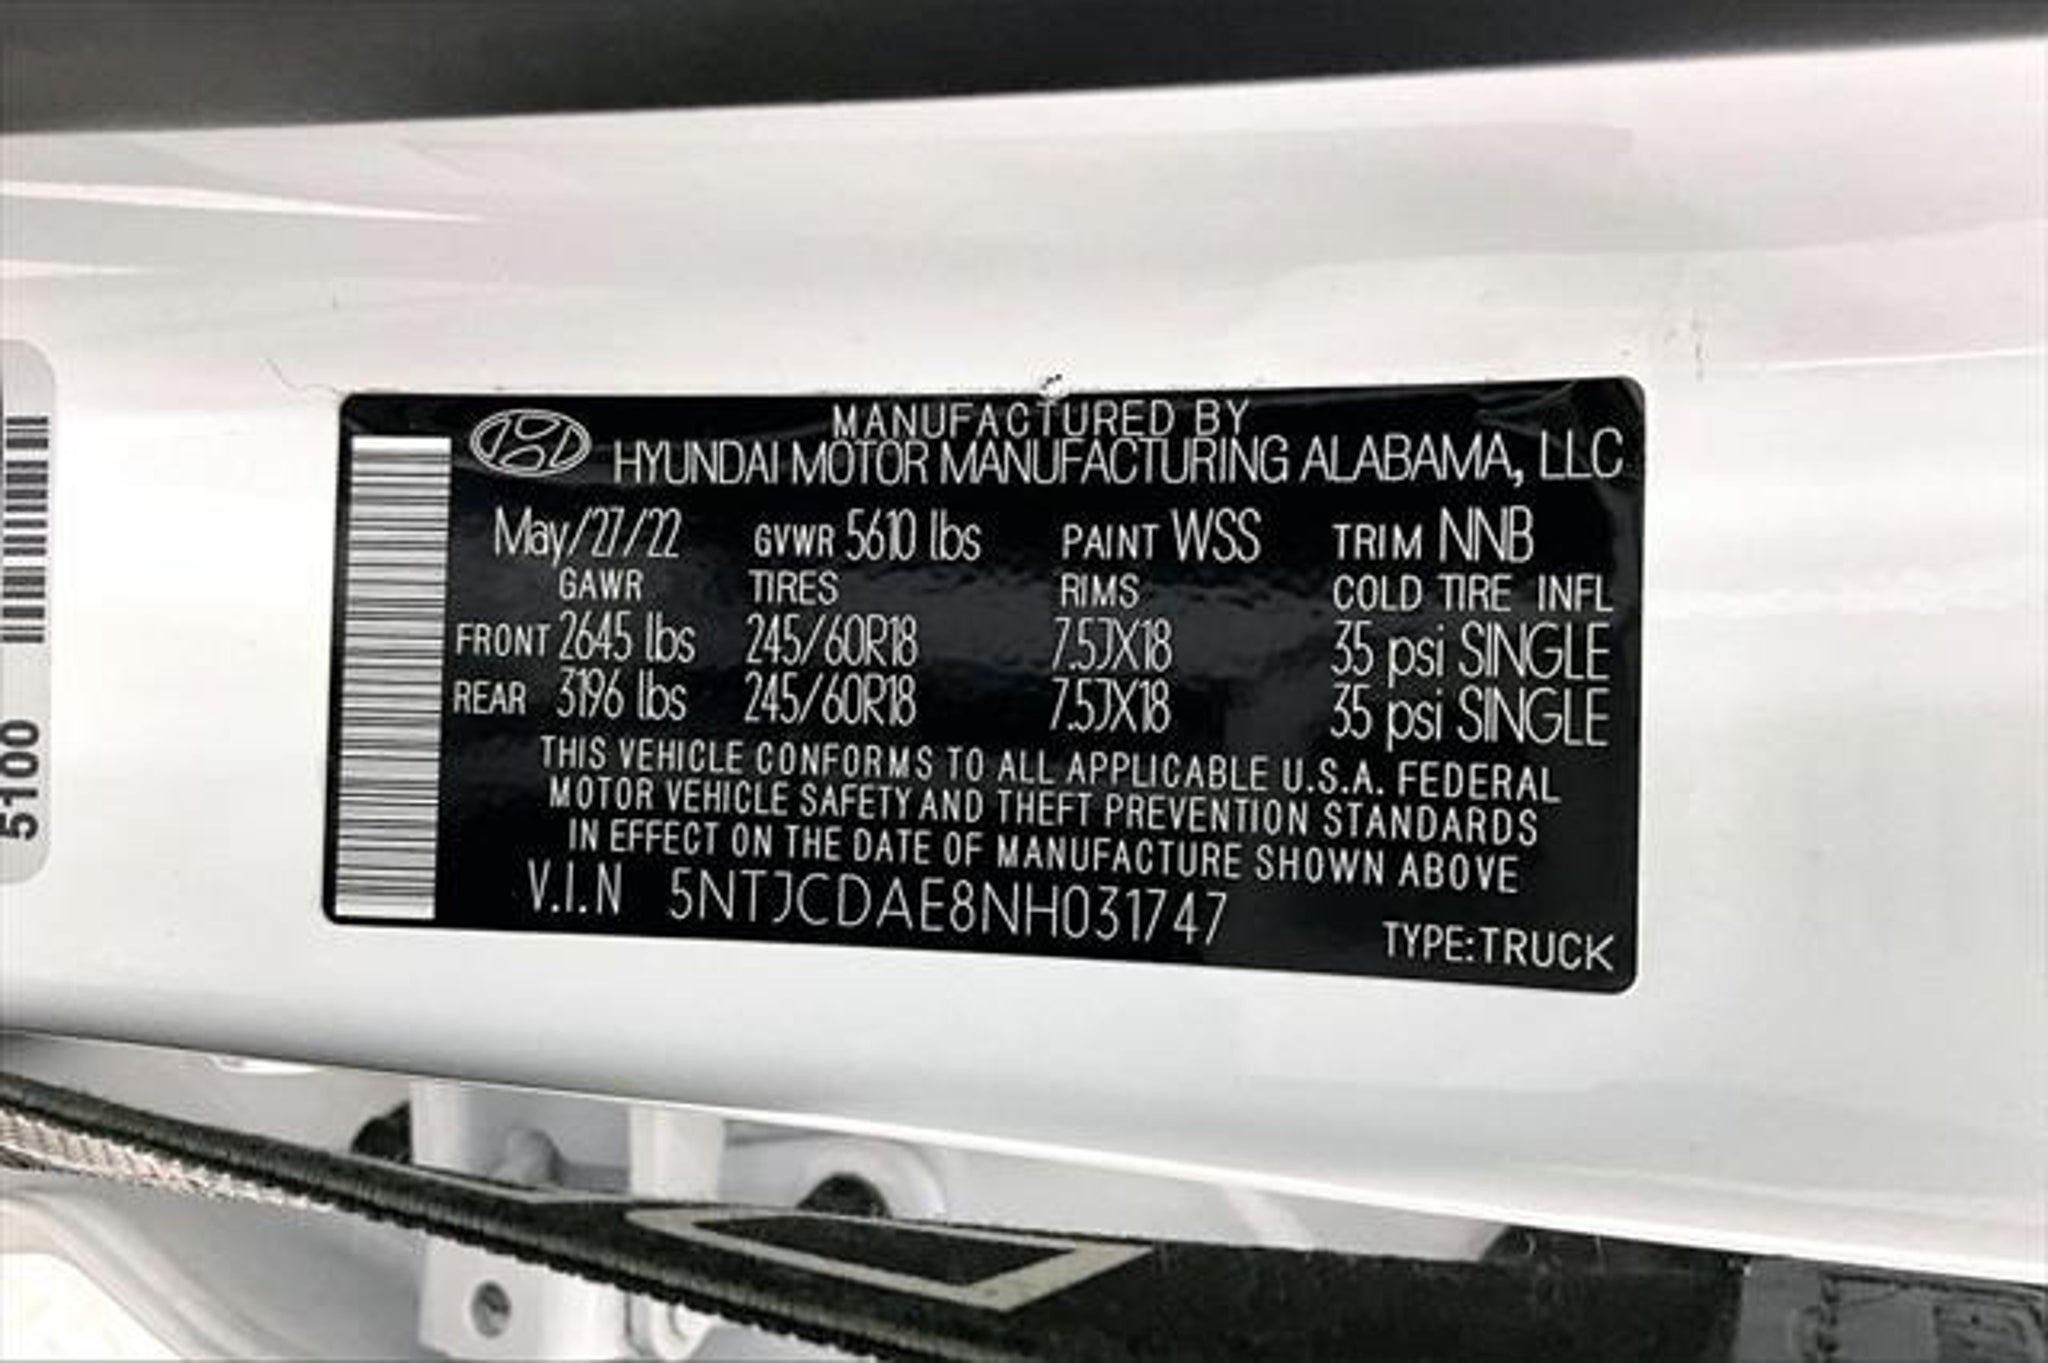 MANUFACTURED BY
HYUNDAI MOTOR MANUFACTURING ALABAMA, LLC
May/27/22 GVWR 5610 lbs PAINT WSS TRIM NNB
GAWR TIRES RIMS COLD TIRE INFL
FRONT 2645 lbs 245/60R18 7.5JX18 35 psi SINGLE
REAR 3196 lbs 245/60R18 7.5JX18 35 psi SINGLE
THIS VEHICLE CONFORMS TO ALL APPLICABLE U.S.A. FEDERAL
MOTOR VEHICLE SAFETY AND THEFT PREVENTION STANDARDS
IN EFFECT ON THE DATE OF MANUFACTURE SHOWN ABOVE
V.I.N 5NTJCDAE8NH031747
TYPE:TRUCK
5100